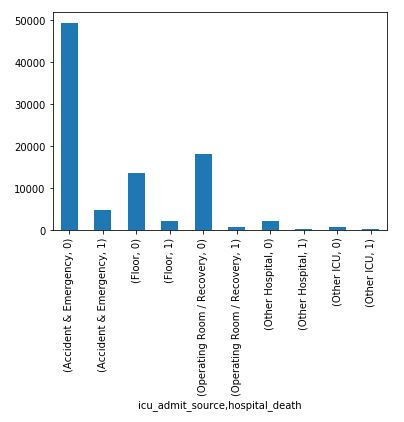 50000
40000
30000
20000
10000
0
(Accident & Emergency, 0)
(Accident & Emergency, 1)
(Floor, 0)
(Floor, 1)
(Operating Room / Recovery, 0)
(Operating Room / Recovery, 1)
(Other Hospital, 0)
(Other Hospital, 1)
(Other ICU, 0)
(Other ICU, 1)
icu_admit_source,hospital_death